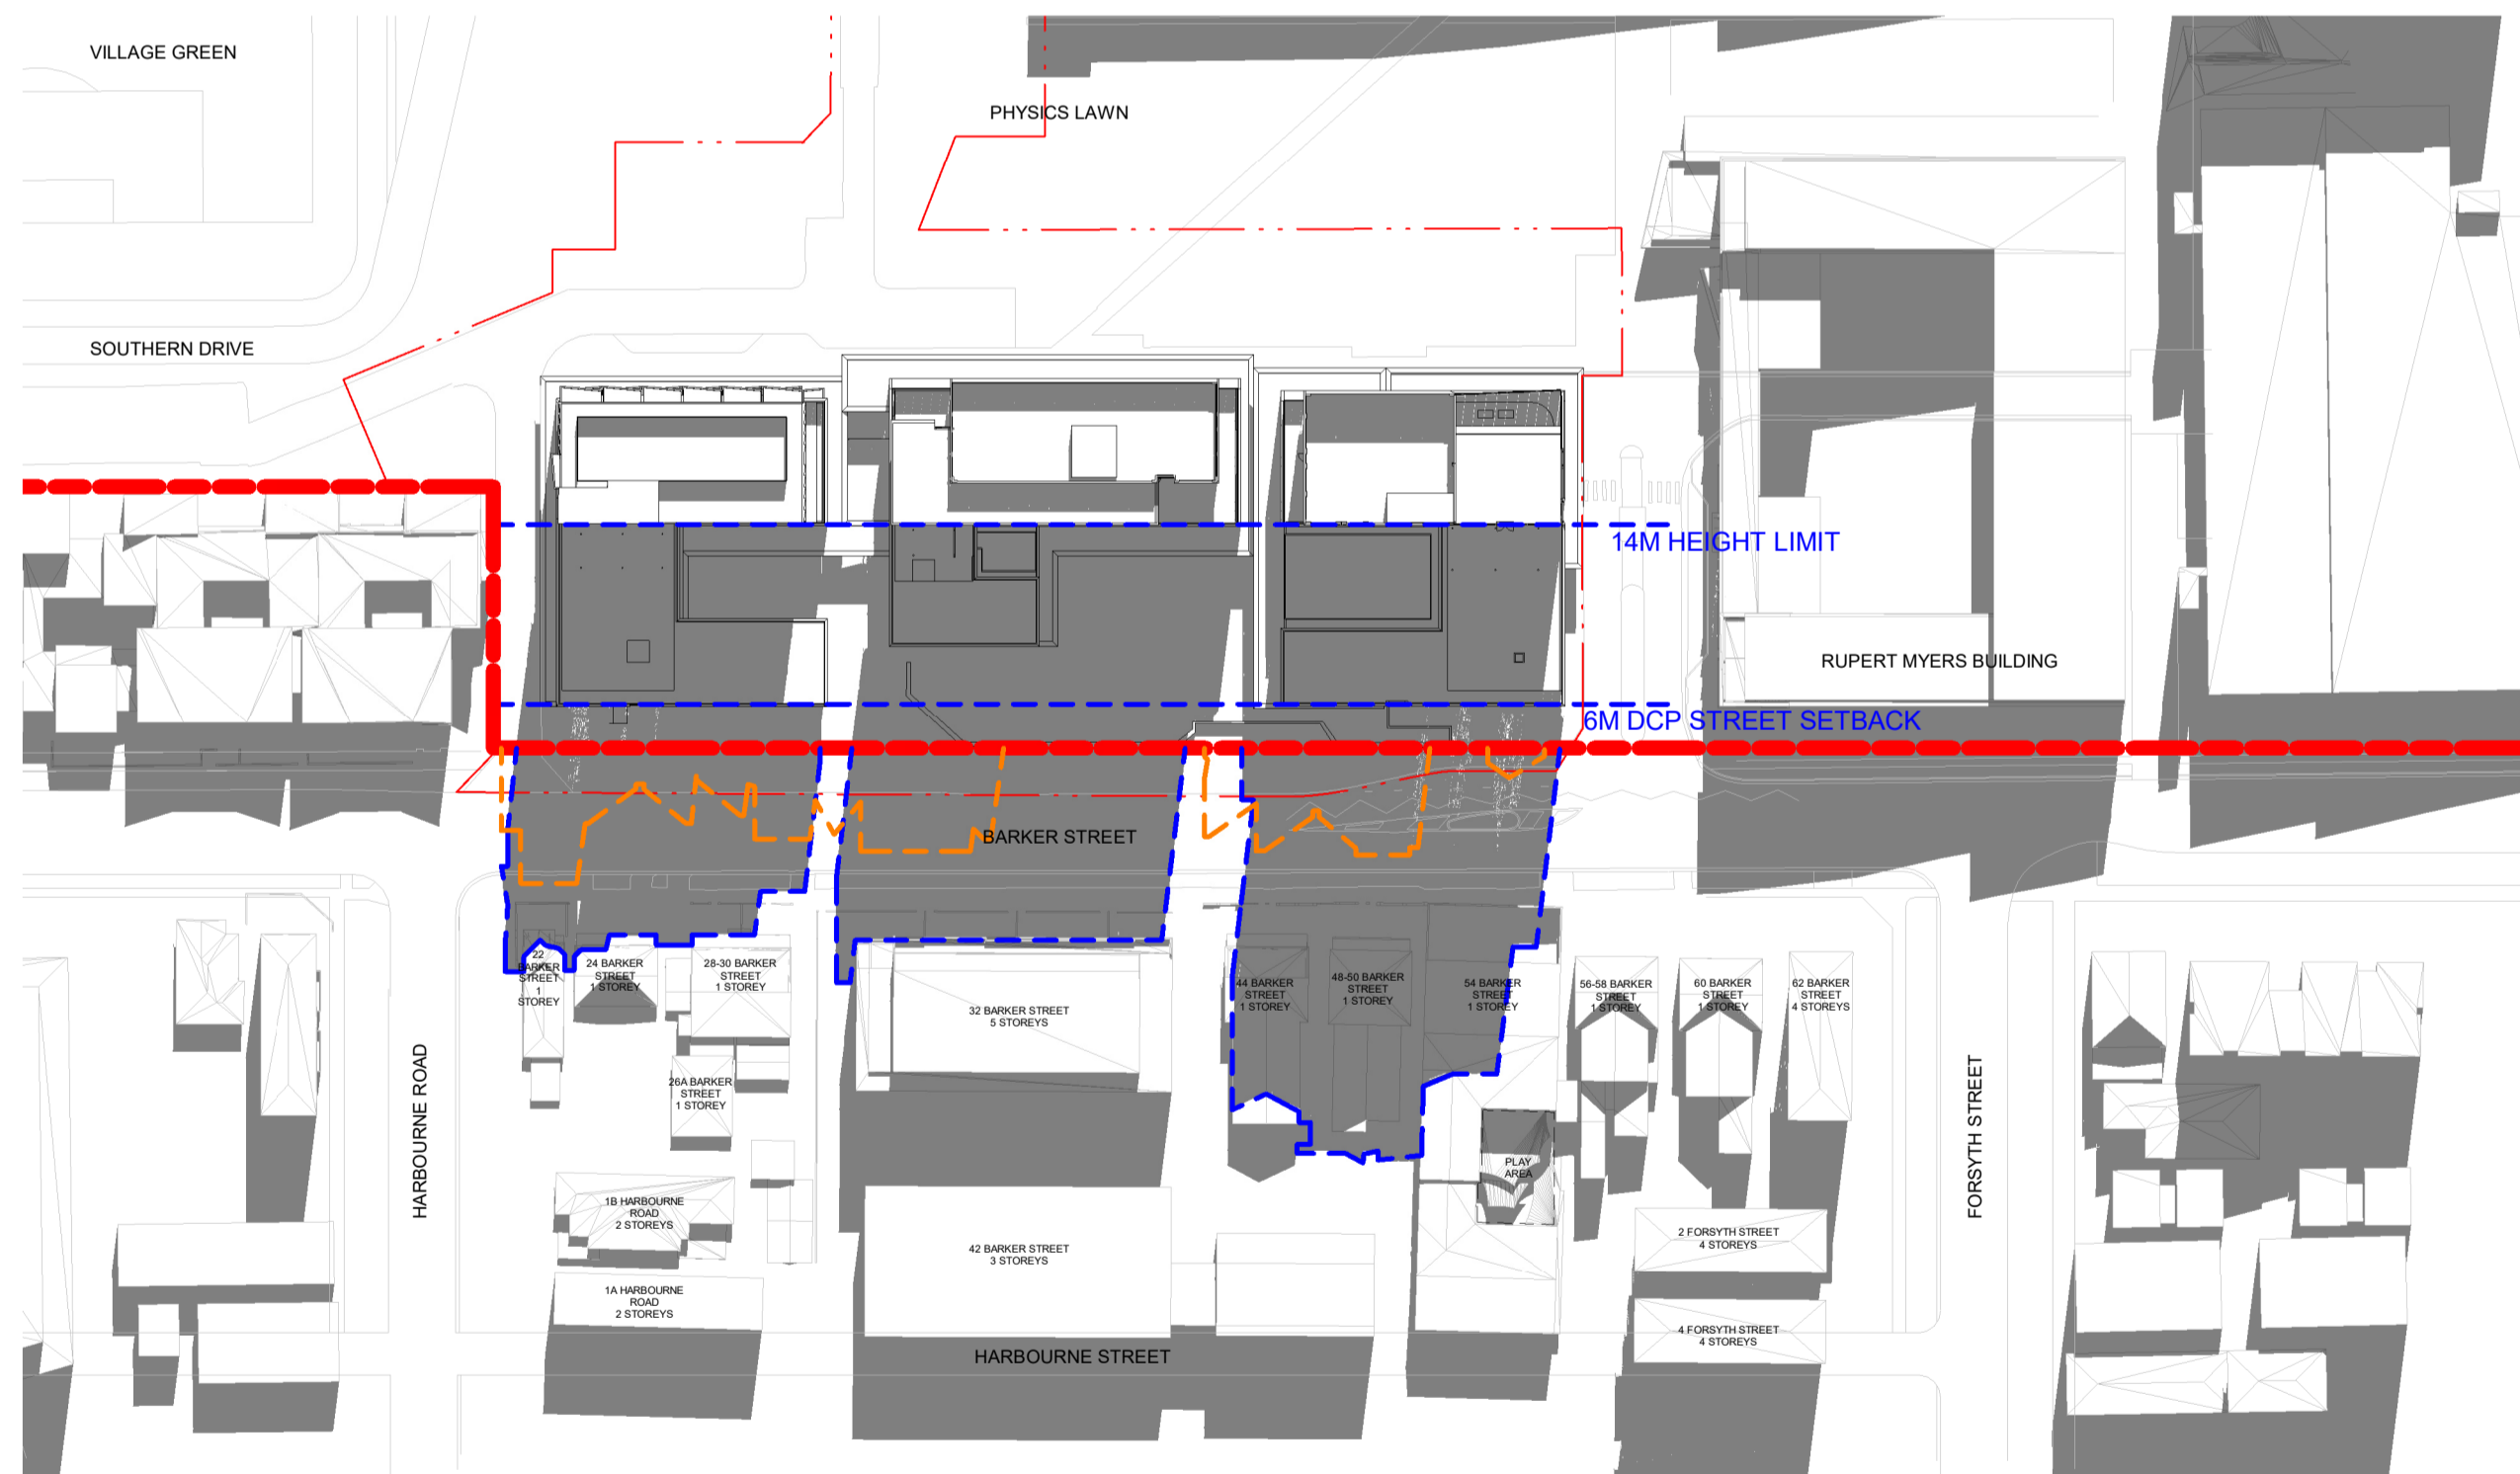 VILLAGE GREEN
PHYSICS LAWN
SOUTHERN DRIVE
14M HEIGHT LIMIT
RUPERT MYERS BUILDING
6M DCP STREET SETBACK
BARKER STREET
22
BARKER
STREET
1
STOREY
24 BARKER
STREET
1 STOREY
28-30 BARKER
STREET
1 STOREY
32 BARKER STREET
5 STOREYS
44 BARKER
STREET
1 STOREY
48-50 BARKER
STREET
1 STOREY
54 BARKER
STREET
1 STOREY
56-58 BARKER
STREET
1 STOREY
60 BARKER
STREET
1 STOREY
62 BARKER
STREET
4 STOREYS
HARBOURNE ROAD
26A BARKER
STREET
1 STOREY
FORSYTH STREET
PLAY
AREA
1B HARBOURNE
ROAD
2 STOREYS
42 BARKER STREET
3 STOREYS
2 FORSYTH STREET
4 STOREYS
1A HARBOURNE
ROAD
2 STOREYS
4 FORSYTH STREET
4 STOREYS
HARBOURNE STREET